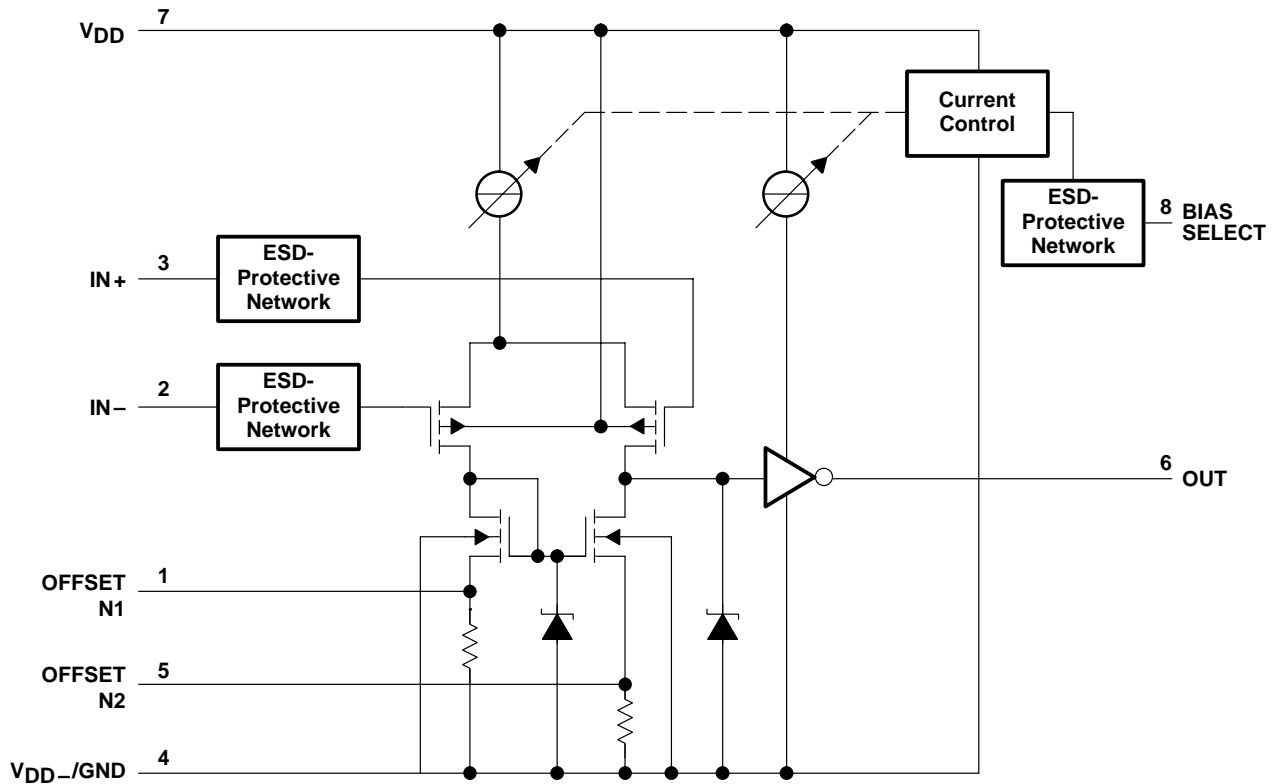 7
VDD
Current
Control
ESD-
Protective
Network
8
BIAS
SELECT
3
IN+
ESD-
Protective
Network
2
IN−
ESD-
Protective
Network
6
OUT
1
OFFSET
N1
5
OFFSET
N2
4
VDD−/GND